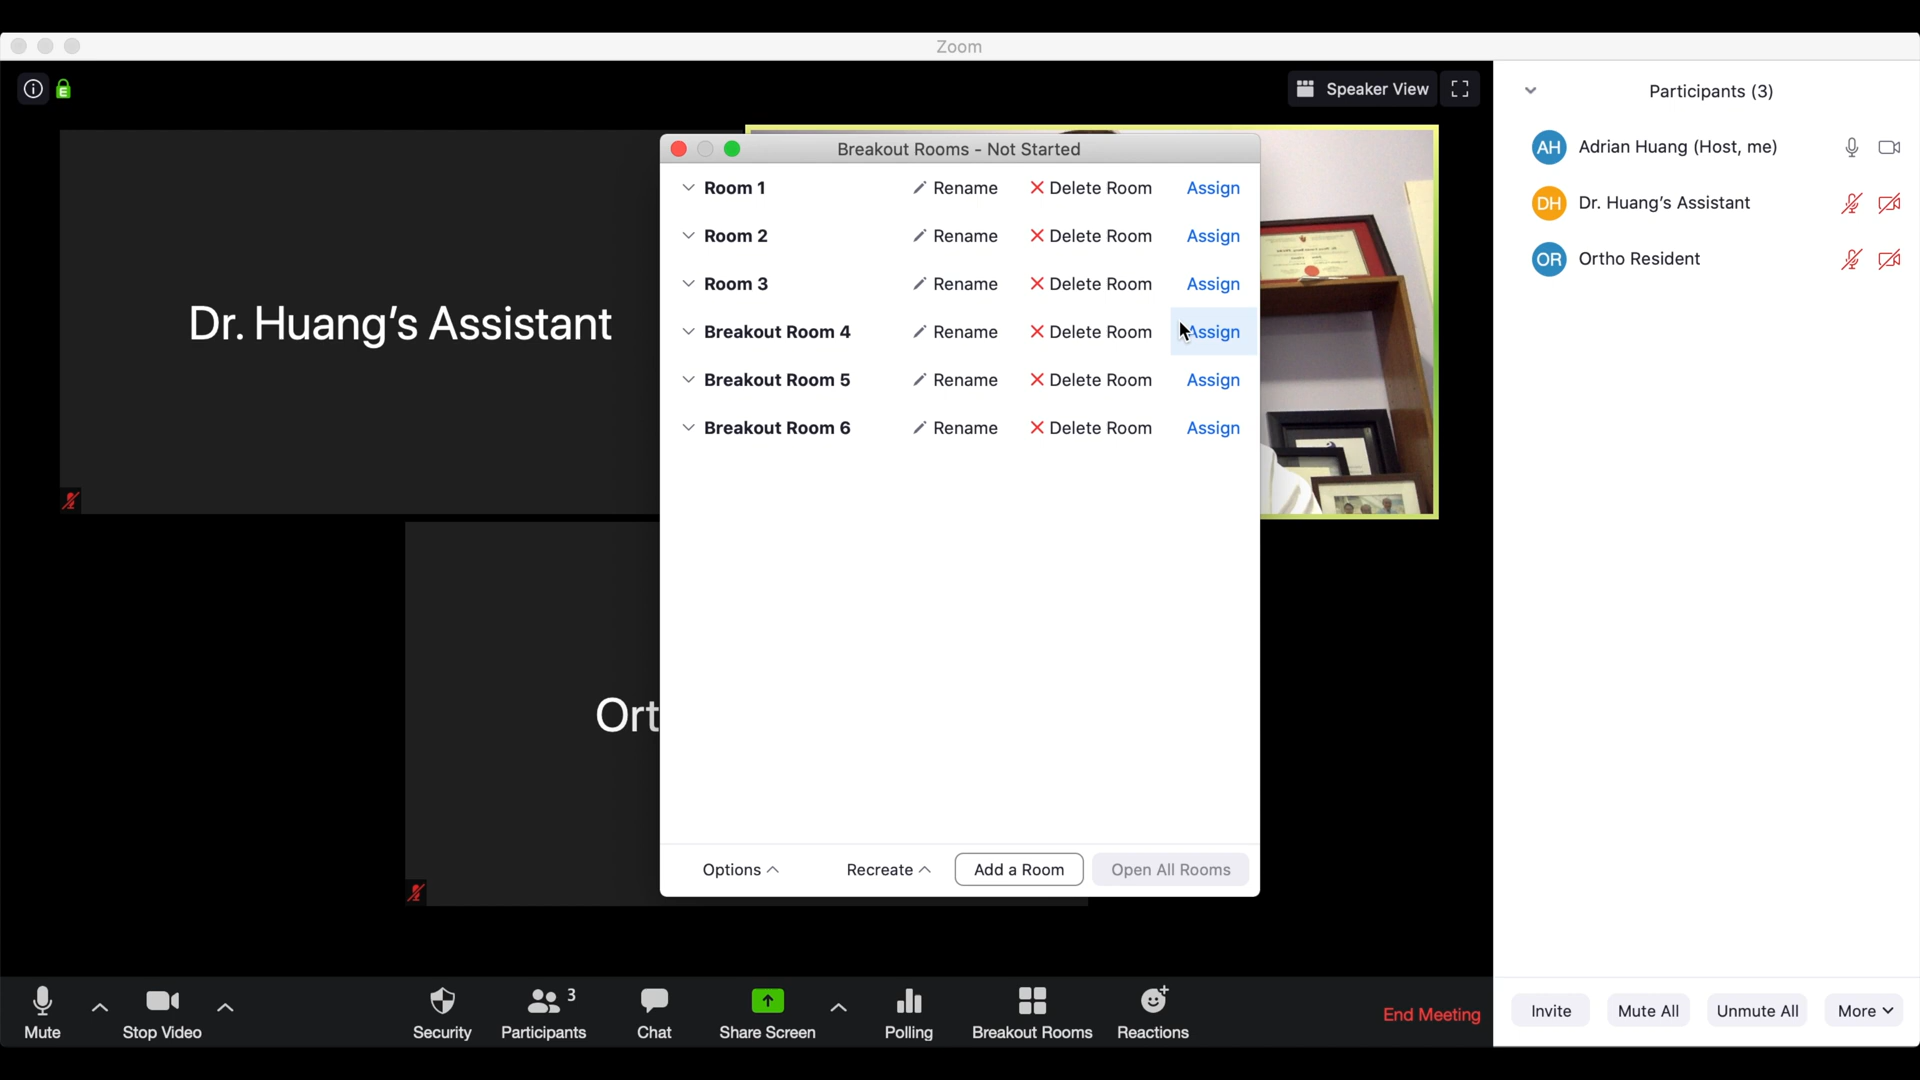 Zoom
Speaker View
Participants (3)
AH Adrian Huang (Host, me)
DH Dr. Huang’s Assistant
OR Ortho Resident
Dr. Huang’s Assistant
Ort
Breakout Rooms - Not Started
Room 1 Rename Delete Room Assign
Room 2 Rename Delete Room Assign
Room 3 Rename Delete Room Assign
Breakout Room 4 Rename Delete Room Assign
Breakout Room 5 Rename Delete Room Assign
Breakout Room 6 Rename Delete Room Assign
Options Recreate Add a Room Open All Rooms
Mute Stop Video Security Participants 3 Chat Share Screen Polling Breakout Rooms Reactions End Meeting
Invite Mute All Unmute All More